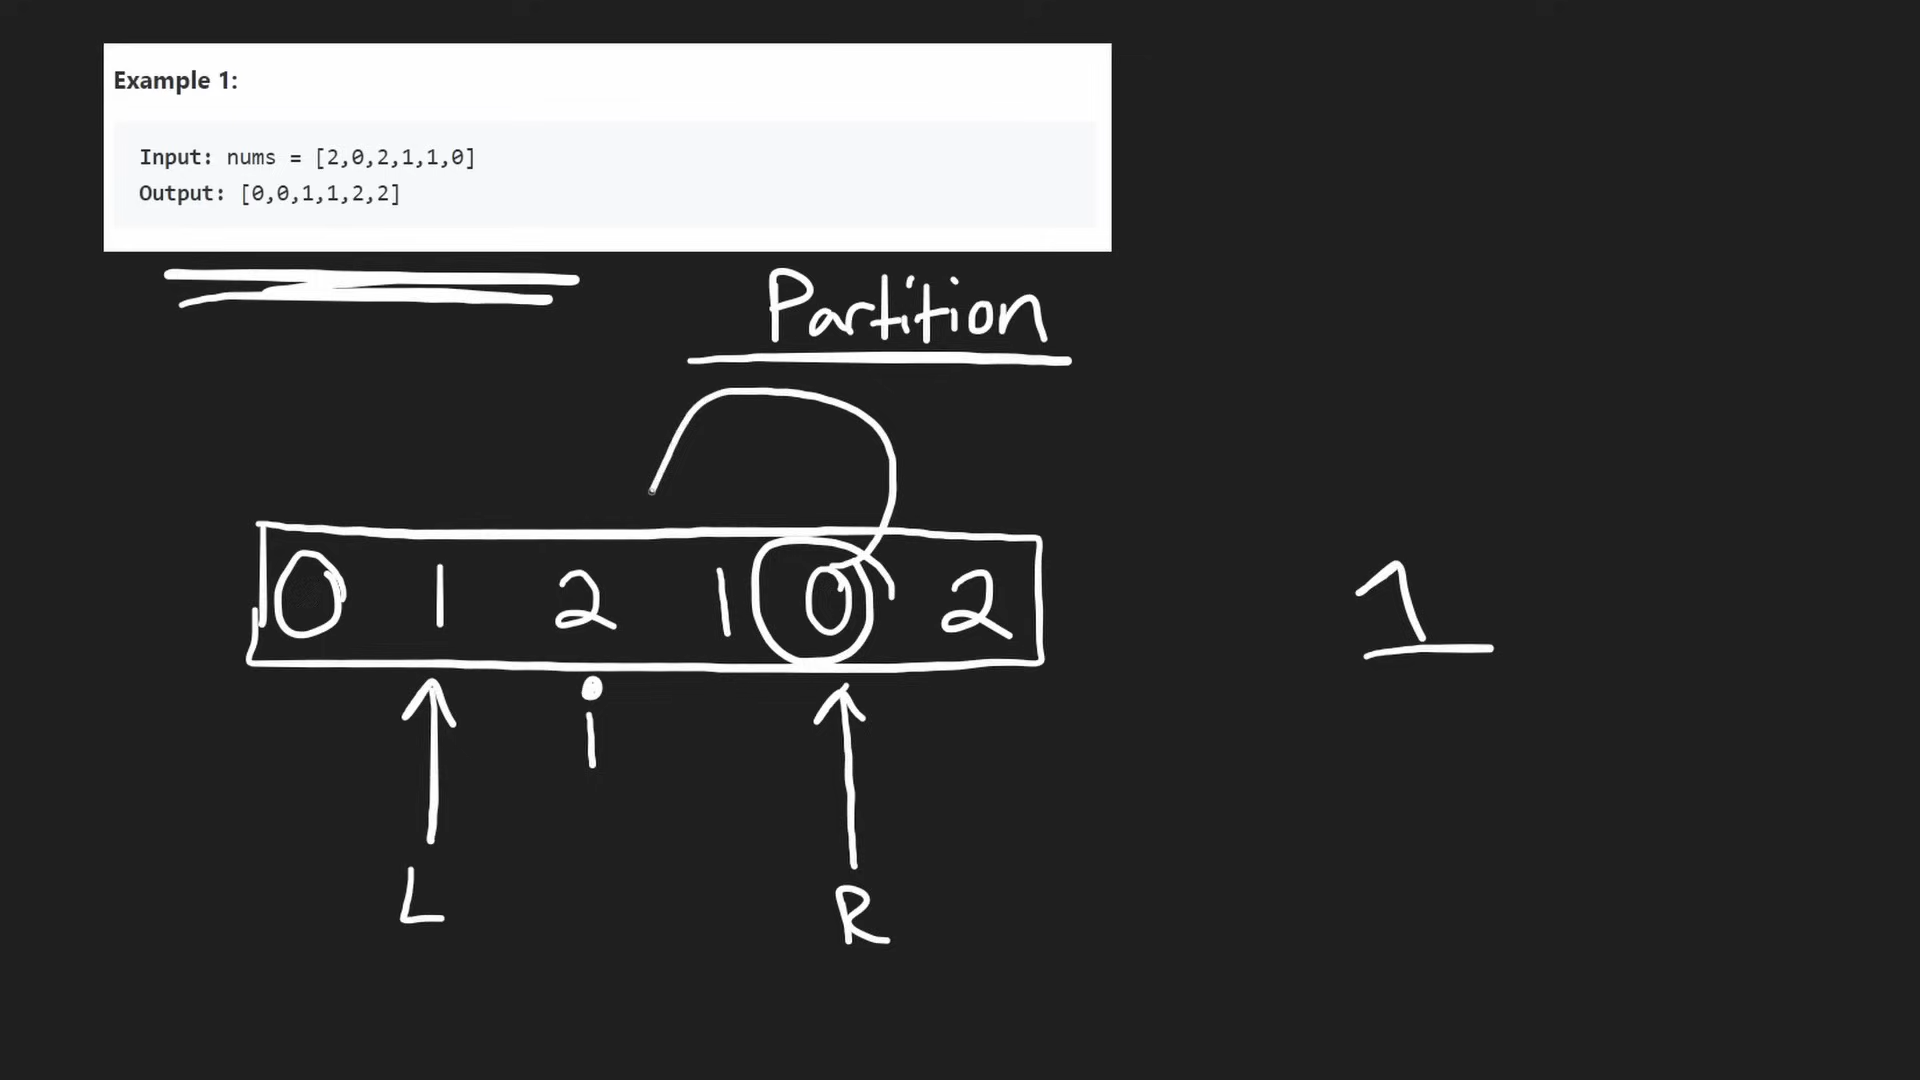 Example 1:
Input: nums = [2,0,2,1,1,0]
Output: [0,0,1,1,2,2]
Partition
0 1 2 1 0 2
1
i
L
R